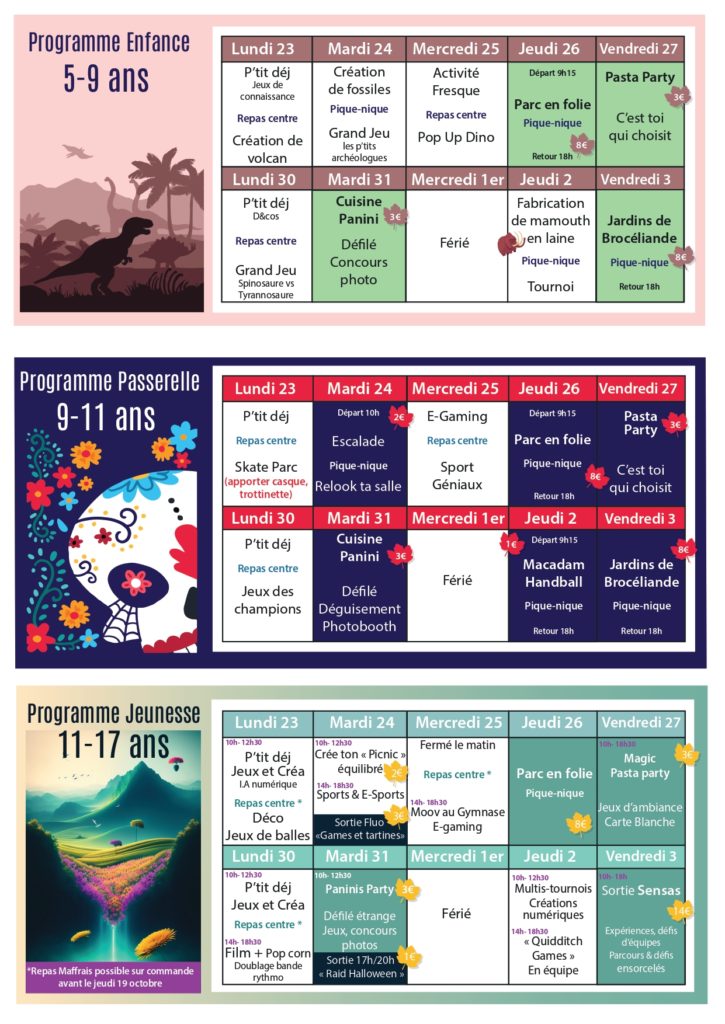 Programme Enfance
5-9 ans
Lundi 23
Mardi 24
Mercredi 25
Jeudi 26
Vendredi 27
P'tit déj
Jeux de
connaissance
Repas centre
Création de
volcan
Création
de fossiles
Pique-nique
Grand Jeu
les p'tits
archéologues
Activité
Fresque
Repas centre
Pop Up Dino
Départ 9h15
Parc en folie
Pique-nique
8€
Retour 18h
Pasta Party
3€
C'est toi
qui choisit
Lundi 30
Mardi 31
Mercredi 1er
Jeudi 2
Vendredi 3
P'tit déj
D&cos
Repas centre
Grand Jeu
Spinosaure vs
Tyrannosaure
Cuisine
Panini
3€
Défilé
Concours
photo
Férié
Fabrication
de mamouth
en laine
Pique-nique
Tournoi
Jardins de
Brocéliande
Pique-nique
8€
Retour 18h
Programme Passerelle
9-11 ans
Lundi 23
Mardi 24
Mercredi 25
Jeudi 26
Vendredi 27
P'tit déj
Repas centre
Skate Parc
(apporter casque,
trottinette)
Départ 10h
2€
Escalade
Pique-nique
Relook ta salle
E-Gaming
Repas centre
Sport
Géniaux
Départ 9h15
Parc en folie
Pique-nique
8€
Retour 18h
Pasta
Party
3€
C'est toi
qui choisit
Lundi 30
Mardi 31
Mercredi 1er
Jeudi 2
Vendredi 3
P'tit déj
Repas centre
Jeux des
champions
Cuisine
Panini
3€
Défilé
Déguisement
Photobooth
Férié
1€
Départ 9h15
Macadam
Handball
Pique-nique
Retour 18h
8€
Jardins de
Brocéliande
Pique-nique
Retour 18h
Programme Jeunesse
11-17 ans
*Repas Maffrais possible sur commande
avant le jeudi 19 octobre
Lundi 23
Mardi 24
Mercredi 25
Jeudi 26
Vendredi 27
10h- 12h30
P'tit déj
Jeux et Créa
I.A numérique
Repas centre *
Déco
Jeux de balles
10h- 12h30
Crée ton « Picnic »
équilibré
2€
14h- 18h30
Sports & E-Sports
3€
Sortie Fluo
«Games et tartines»
Fermé le matin
Repas centre *
14h- 18h30
Moov au Gymnase
E-gaming
Parc en folie
Pique-nique
8€
10h- 18h30
Magic
Pasta party
3€
Jeux d'ambiance
Carte Blanche
Lundi 30
Mardi 31
Mercredi 1er
Jeudi 2
Vendredi 3
10h- 12h30
P'tit déj
Jeux et Créa
Repas centre *
14h- 18h30
Film + Pop corn
Doublage bande
rythmo
10h- 12h30
Paninis Party
3€
Défilé étrange
Jeux, concours
photos
1€
Sortie 17h/20h
« Raid Halloween »
Férié
10h- 12h30
Multis-tournois
Créations
numériques
14h- 18h30
« Quidditch
Games »
En équipe
10h- 18h
Sortie Sensas
14€
Expériences, défis
d'équipes
Parcours & défis
ensorcelés